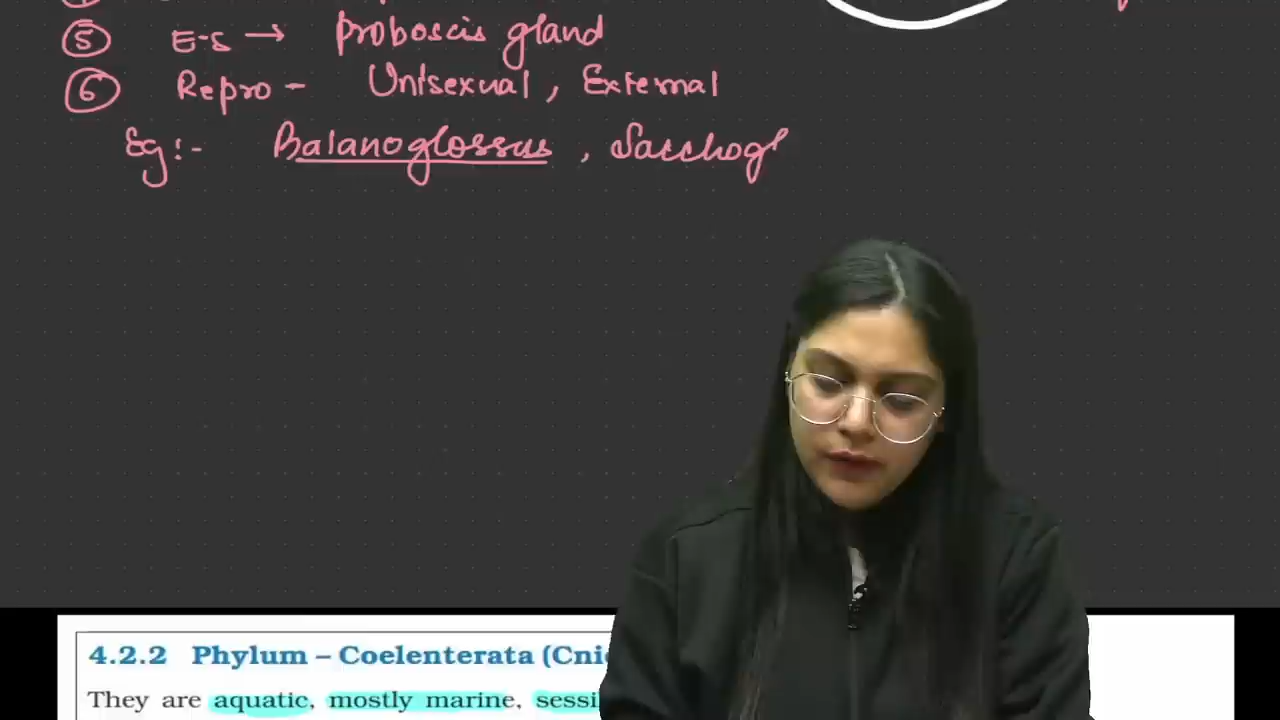 ⑤ E-S → Proboscis gland
⑥ Repro - Unisexual, External
Eg:- Balanoglossus, Sacchogl
4.2.2 Phylum – Coelenterata (Cni
They are aquatic, mostly marine, sessi